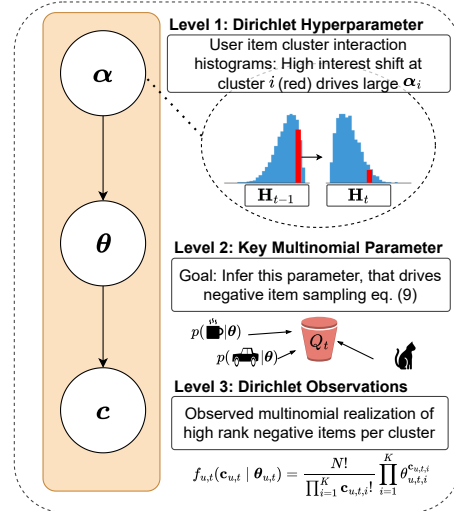 Level 1: Dirichlet Hyperparameter
User item cluster interaction
histograms: High interest shift at
cluster i (red) drives large α_i
α
H_{t−1}
H_t
θ
Level 2: Key Multinomial Parameter
Goal: Infer this parameter, that drives
negative item sampling eq. (9)
p(☕|θ)
p(🚗|θ)
Q_t
Level 3: Dirichlet Observations
c
Observed multinomial realization of
high rank negative items per cluster
f_{u,t}(c_{u,t} | θ_{u,t}) = \frac{N!}{\prod_{i=1}^{K} c_{u,t,i}!} \prod_{i=1}^{K} θ_{u,t,i}^{c_{u,t,i}}